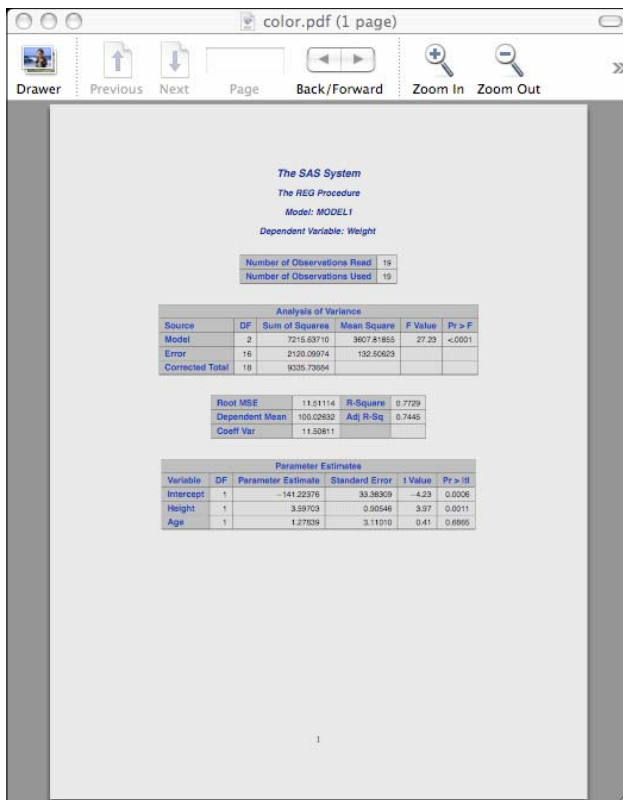 color.pdf (1 page)
Drawer Previous Next Page Back/Forward Zoom In Zoom Out »
The SAS System
The REG Procedure
Model: MODEL1
Dependent Variable: Weight
Number of Observations Read 19
Number of Observations Used 19
Analysis of Variance
Source DF Sum of Squares Mean Square F Value Pr > F
Model 2 7215.63710 3607.81855 27.23 <.0001
Error 16 2120.09974 132.50623
Corrected Total 18 9335.73684
Root MSE 11.51114 R-Square 0.7729
Dependent Mean 100.02632 Adj R-Sq 0.7445
Coeff Var 11.50811
Parameter Estimates
Variable DF Parameter Estimate Standard Error t Value Pr > |t|
Intercept 1 −141.22376 33.38309 −4.23 0.0006
Height 1 3.59703 0.90546 3.97 0.0011
Age 1 1.27839 3.11010 0.41 0.6865
1